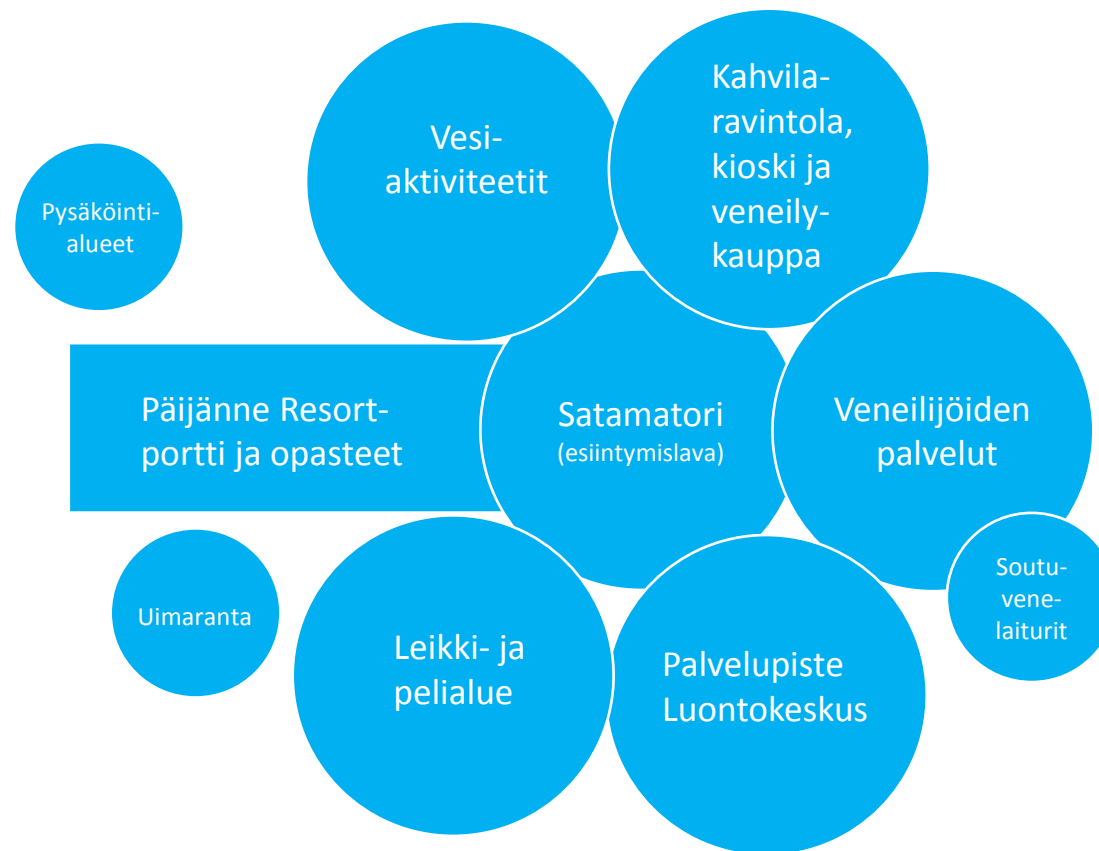 Vesi-
aktiviteetit
Kahvila-
ravintola,
kioski ja
veneily-
kauppa
Pysäköinti-
alueet
Päijänne Resort-
portti ja opasteet
Satamatori
(esiintymislava)
Veneilijöiden
palvelut
Uimaranta
Leikki- ja
pelialue
Palvelupiste
Luontokeskus
Soutu-
vene-
laiturit